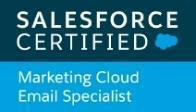 SALESFORCE
CERTIFIED
Marketing Cloud
Email Specialist